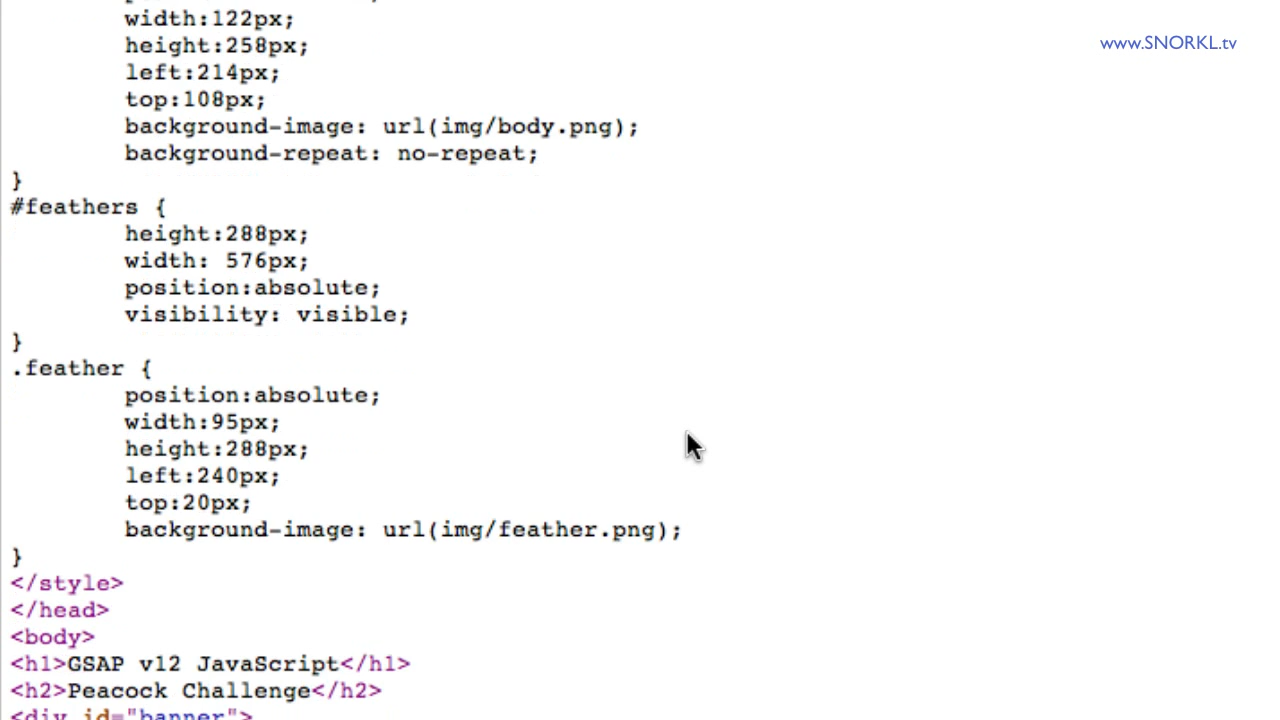 width:122px;
www.SNORKL.tv
height:258px;
left:214px;
top:108px;
background-image: url(img/body.png);
background-repeat: no-repeat;
}
#feathers {
height:288px;
width: 576px;
position:absolute;
visibility: visible;
}
.feather {
position:absolute;
width:95px;
height:288px;
left:240px;
top:20px;
background-image: url(img/feather.png);
}
</style>
</head>
<body>
<h1>GSAP v12 JavaScript</h1>
<h2>Peacock Challenge</h2>
<div id="banner">